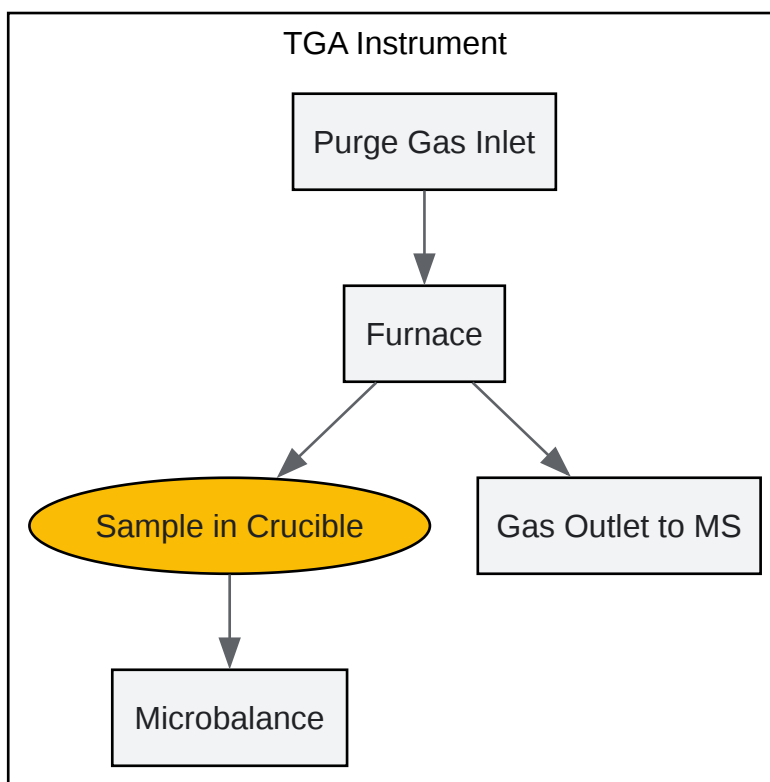 TGA Instrument
Purge Gas Inlet
Furnace
Sample in Crucible
Gas Outlet to MS
Microbalance